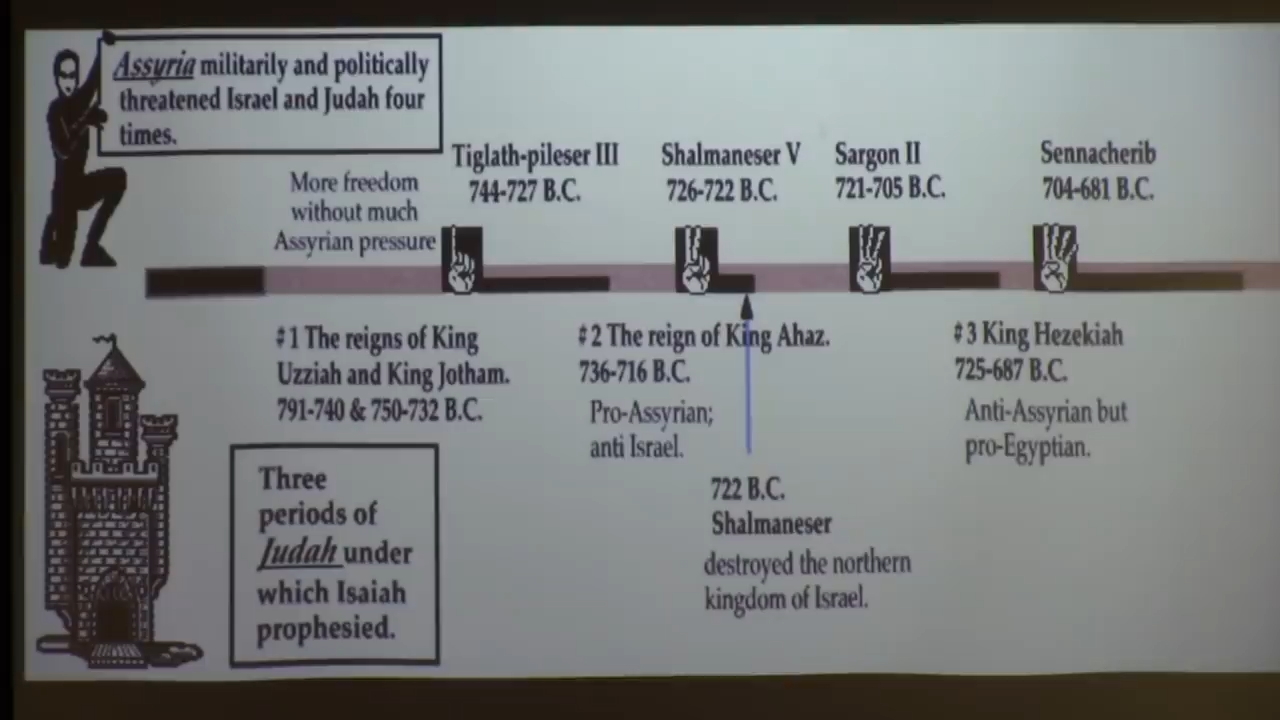 Assyria militarily and politically
threatened Israel and Judah four
times.
Tiglath-pileser III
744-727 B.C.
Shalmaneser V
726-722 B.C.
Sargon II
721-705 B.C.
Sennacherib
704-681 B.C.
More freedom
without much
Assyrian pressure
#1 The reigns of King
Uzziah and King Jotham.
791-740 & 750-732 B.C.
#2 The reign of King Ahaz.
736-716 B.C.
Pro-Assyrian;
anti Israel.
#3 King Hezekiah
725-687 B.C.
Anti-Assyrian but
pro-Egyptian.
722 B.C.
Shalmaneser
destroyed the northern
kingdom of Israel.
Three
periods of
Judah under
which Isaiah
prophesied.